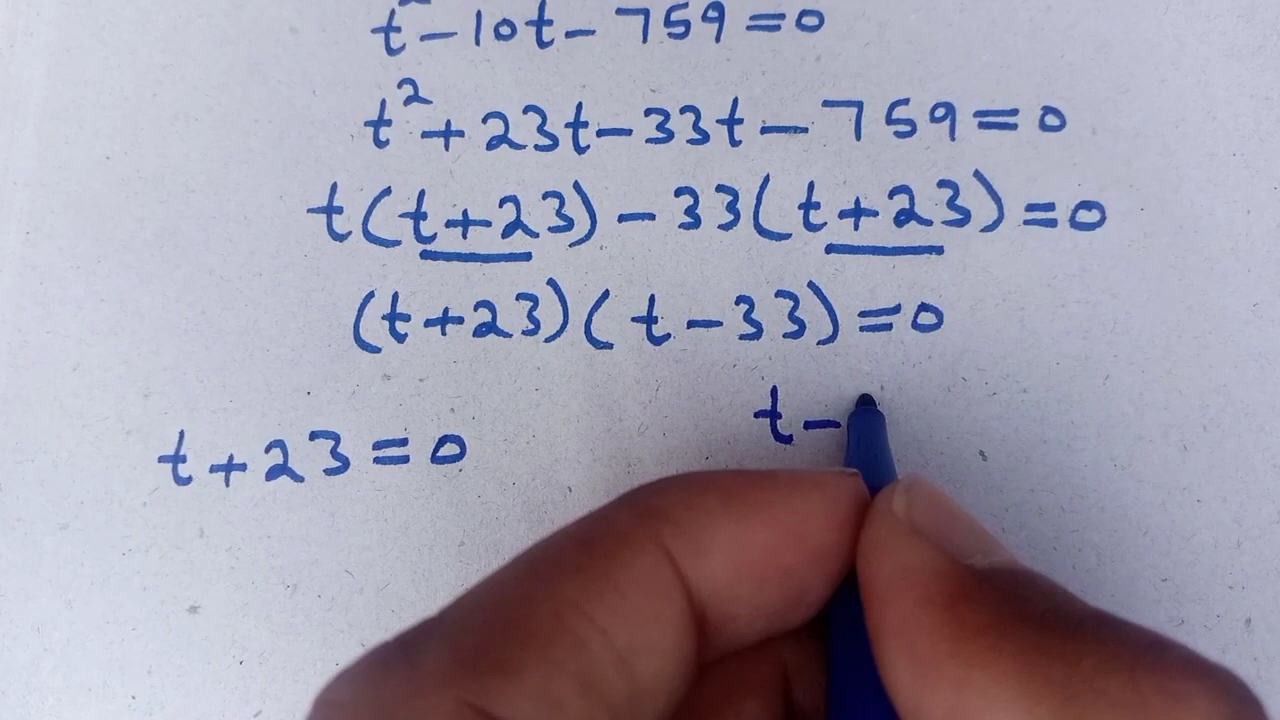 t²-10t-759=0
t²+23t-33t-759=0
t(t+23)-33(t+23)=0
(t+23)(t-33)=0
t+23=0
t-